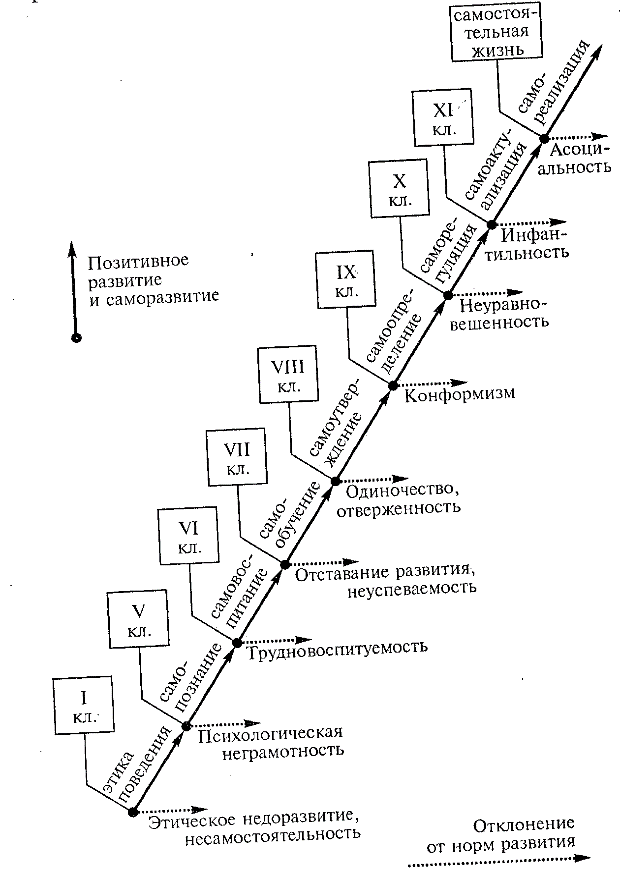 самостоя-
тельная
жизнь
само-
реализация
XI
кл.
Асоци-
альность
самоакту-
ализация
X
кл.
Инфан-
тильность
саморе-
гуляция
IX
кл.
Неуравно-
вешенность
Позитивное
развитие
и саморазвитие
самоопре-
деление
VIII
кл.
Конформизм
самоутвер-
ждение
VII
кл.
Одиночество,
отверженность
само-
обучение
VI
кл.
Отставание развития,
неуспеваемость
самовос-
питание
V
кл.
Трудновоспитуемость
само-
познание
I
кл.
Психологическая
неграмотность
этика
поведения
Этическое недоразвитие,
несамостоятельность
Отклонение
от норм развития